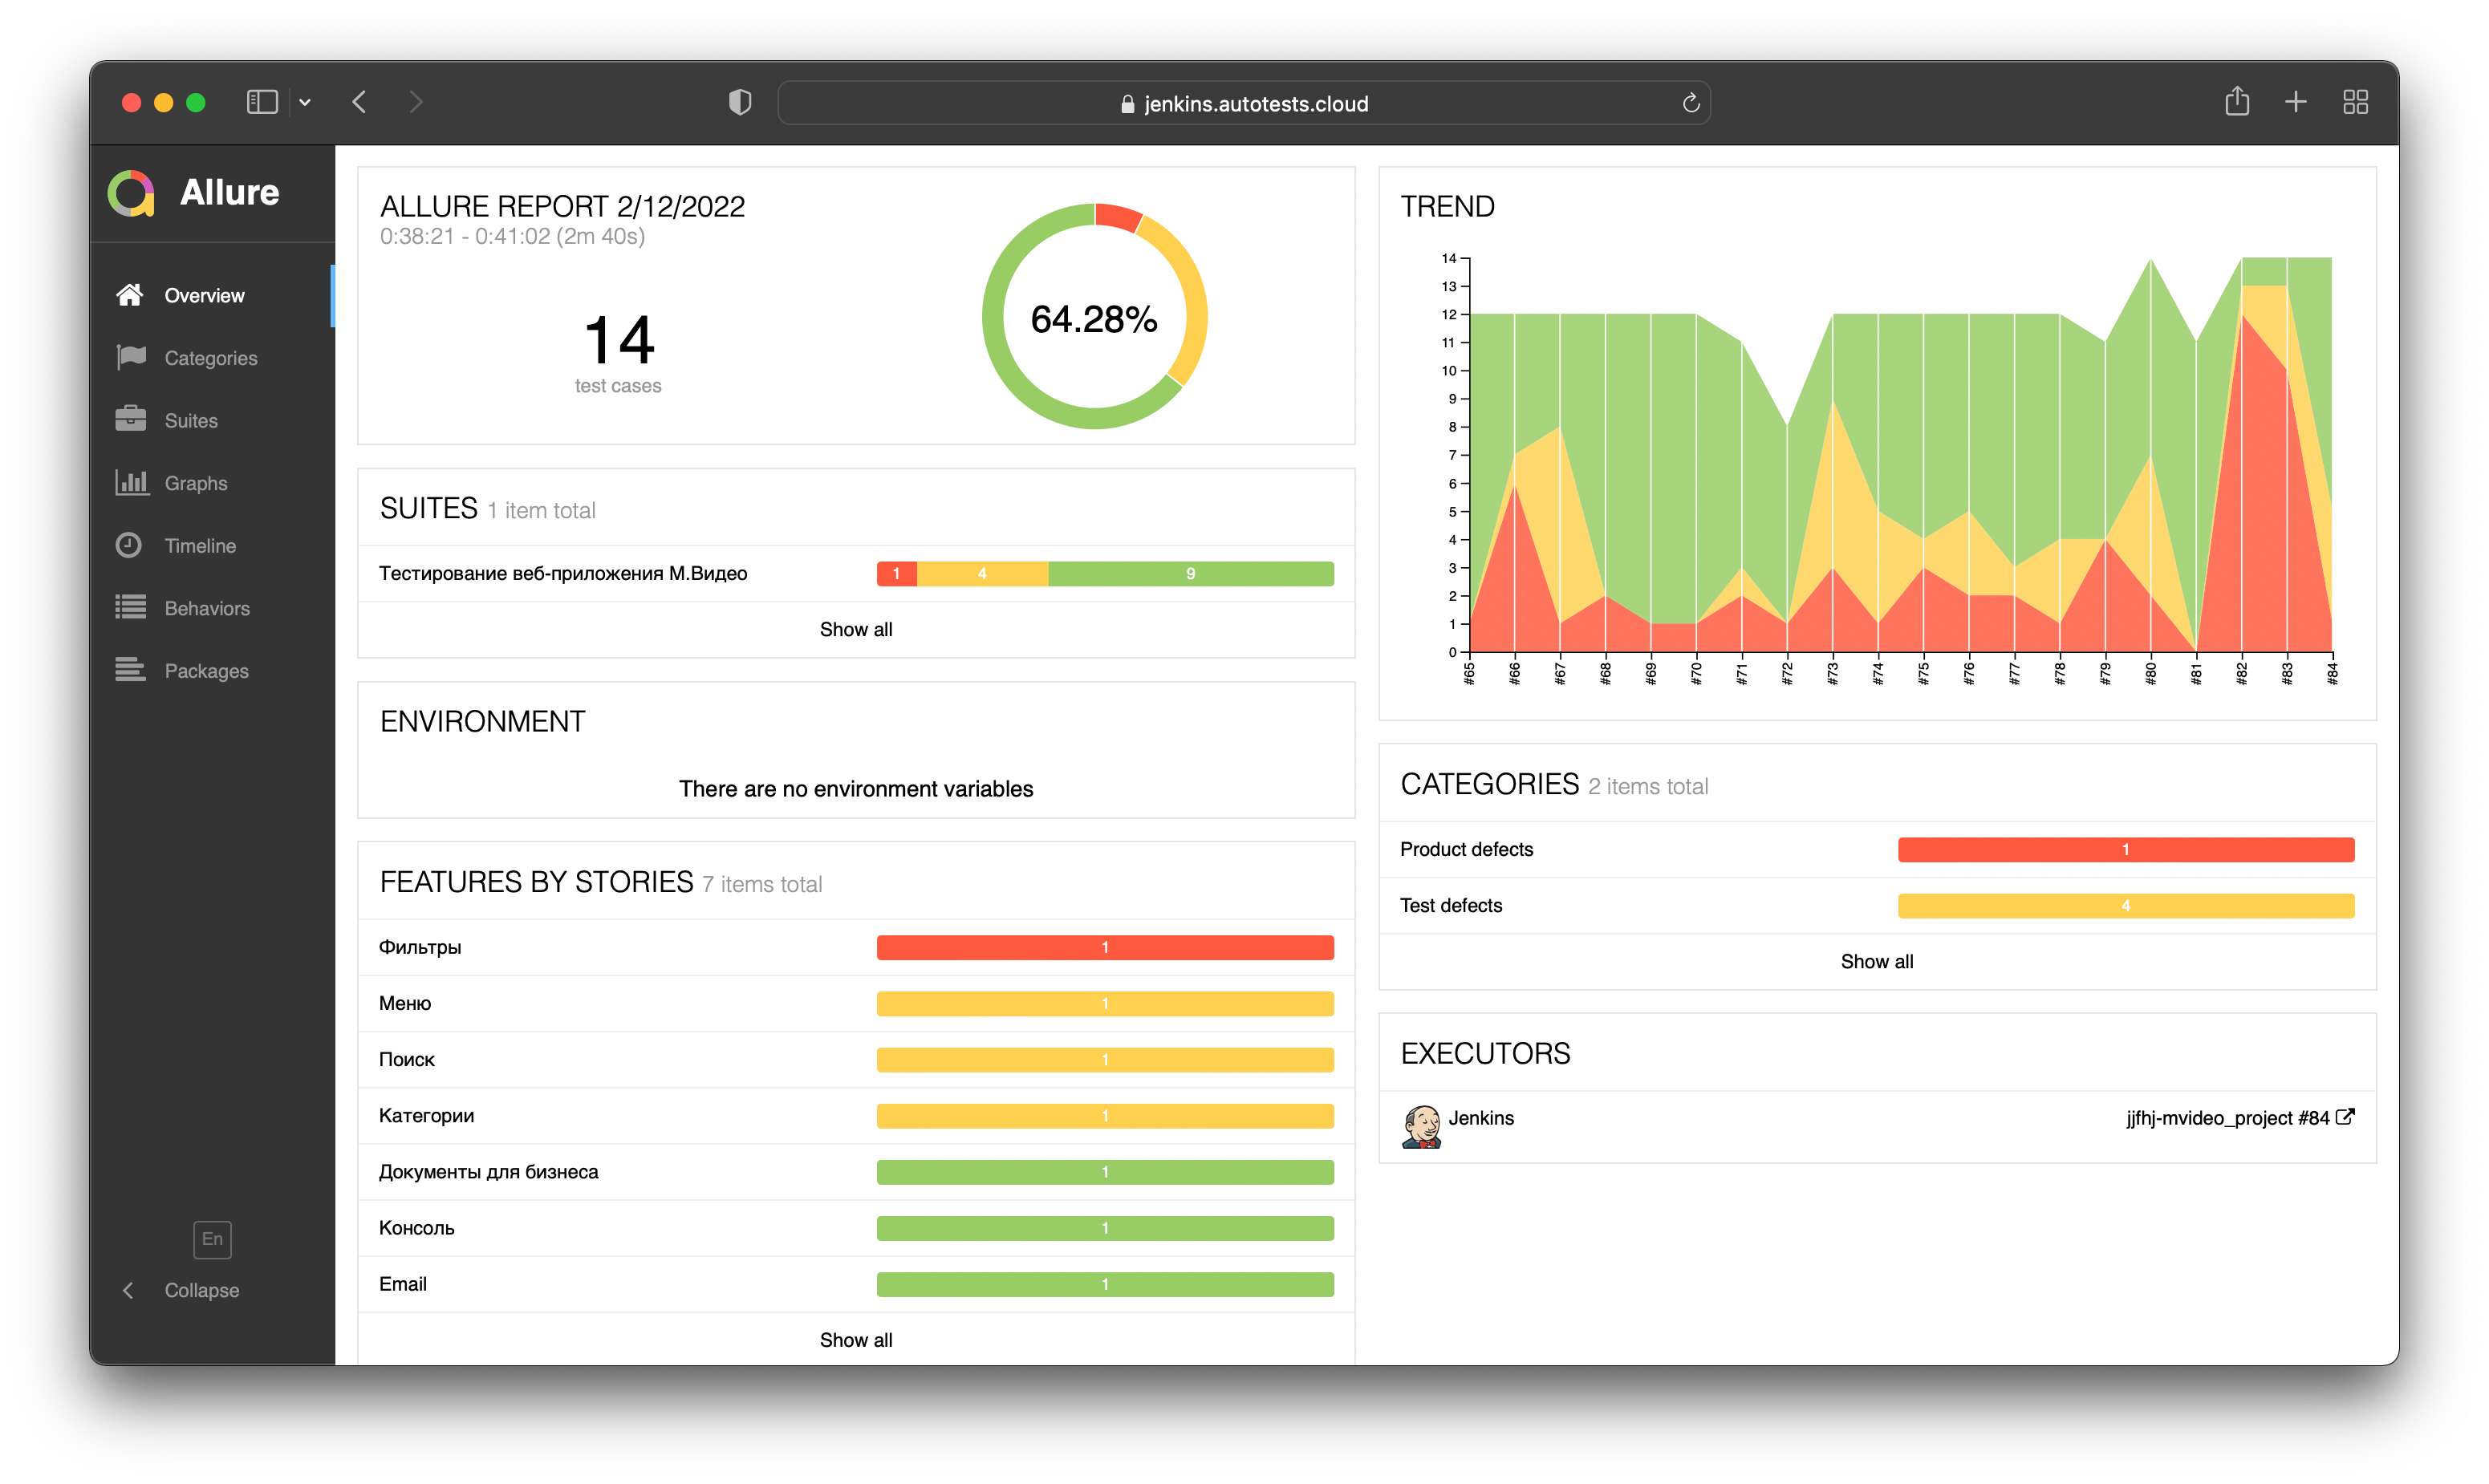 jenkins.autotests.cloud
Allure
Overview
Categories
Suites
Graphs
Timeline
Behaviors
Packages
En
Collapse
ALLURE REPORT 2/12/2022
0:38:21 - 0:41:02 (2m 40s)
14
test cases
64.28%
SUITES 1 item total
Тестирование веб-приложения М.Видео 1 4 9
Show all
ENVIRONMENT
There are no environment variables
FEATURES BY STORIES 7 items total
Фильтры 1
Меню 1
Поиск 1
Категории 1
Документы для бизнеса 1
Консоль 1
Email 1
Show all
TREND
14
13
12
11
10
9
8
7
6
5
4
3
2
1
0
#65 #66 #67 #68 #69 #70 #71 #72 #73 #74 #75 #76 #77 #78 #79 #80 #81 #82 #83 #84
CATEGORIES 2 items total
Product defects 1
Test defects 4
Show all
EXECUTORS
Jenkins jjfhj-mvideo_project #84